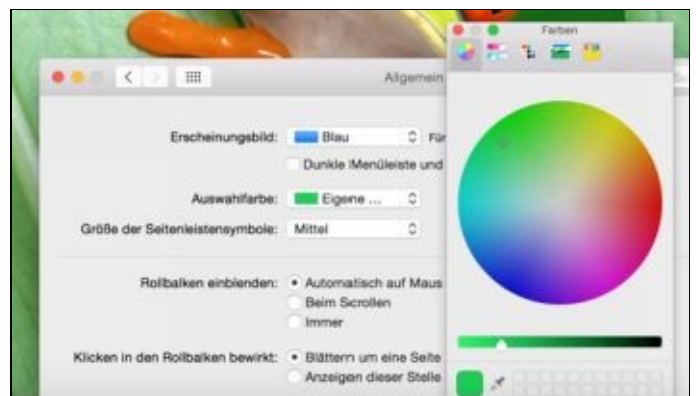 Farben
Allgemein
Erscheinungsbild: Blau Für
Dunkle Menüleiste und
Auswahlfarbe: Eigene ...
Größe der Seitenleistensymbole: Mittel
Rollbalken einblenden: Automatisch auf Maus
Beim Scrollen
Immer
Klicken in den Rollbalken bewirkt: Blättern um eine Seite
Anzeigen dieser Stelle